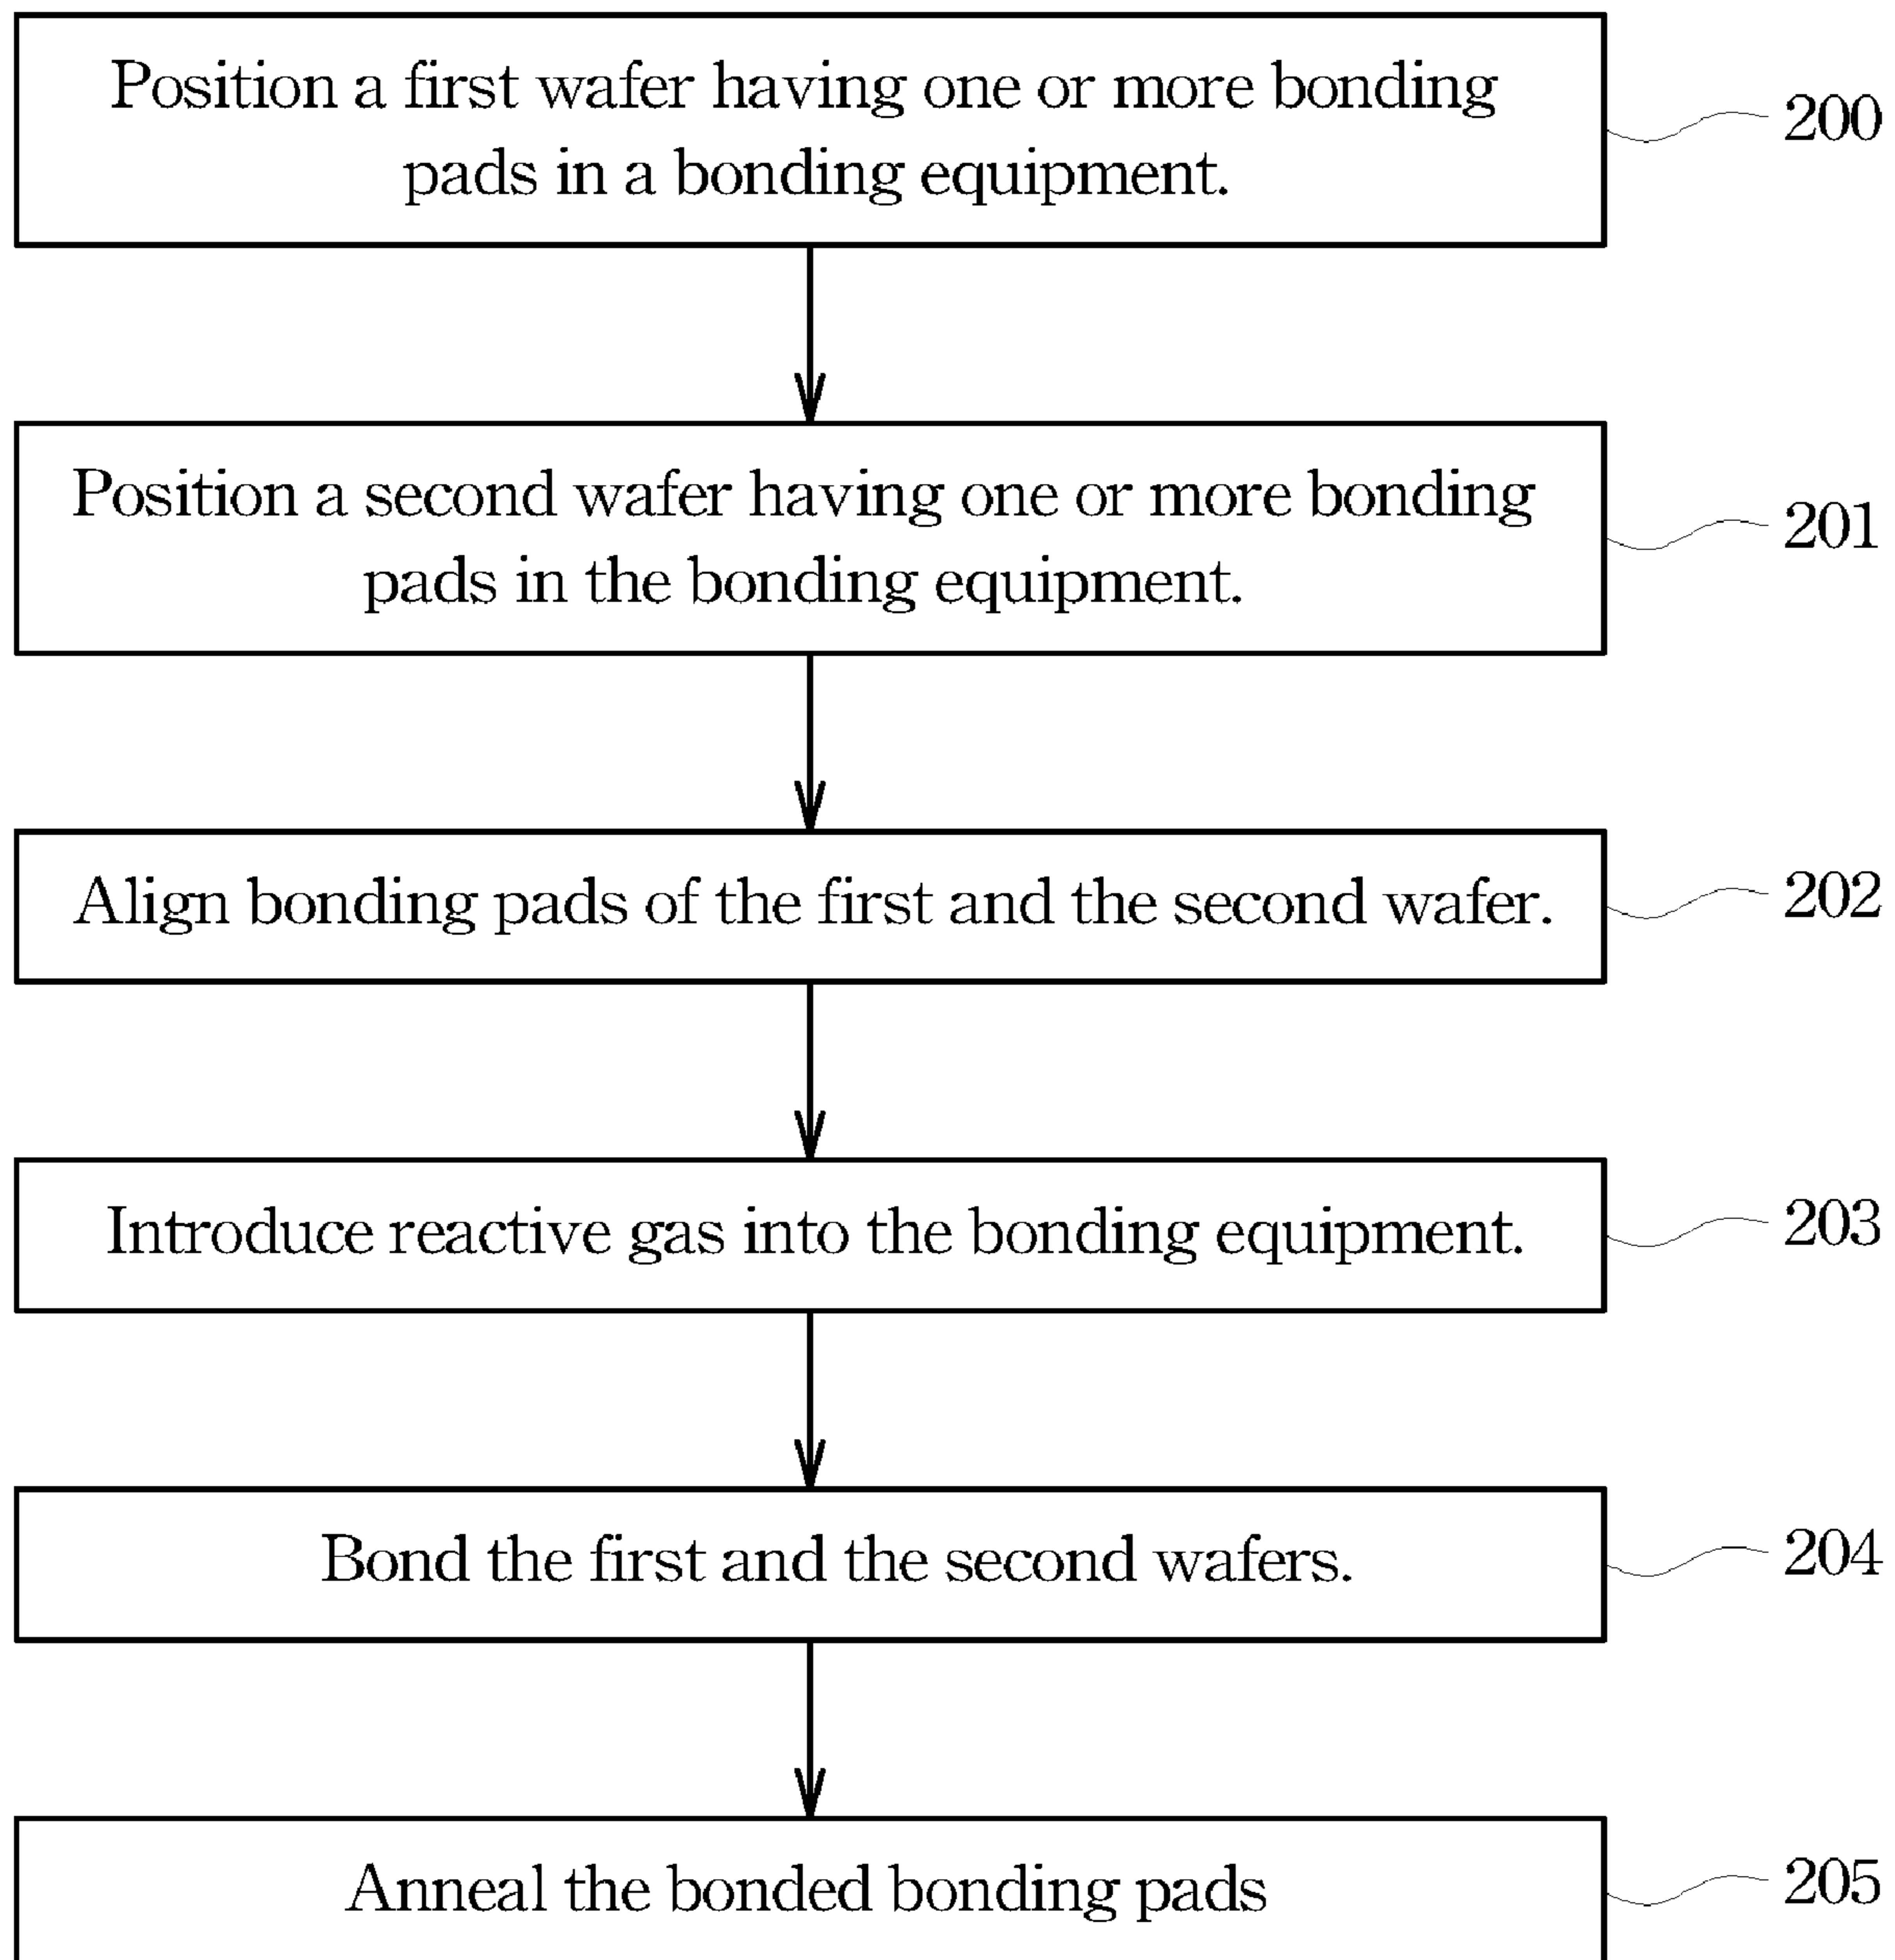 Position a first wafer having one or more bonding
pads in a bonding equipment.
200
Position a second wafer having one or more bonding
pads in the bonding equipment.
201
Align bonding pads of the first and the second wafer.
202
Introduce reactive gas into the bonding equipment.
203
Bond the first and the second wafers.
204
Anneal the bonded bonding pads
205